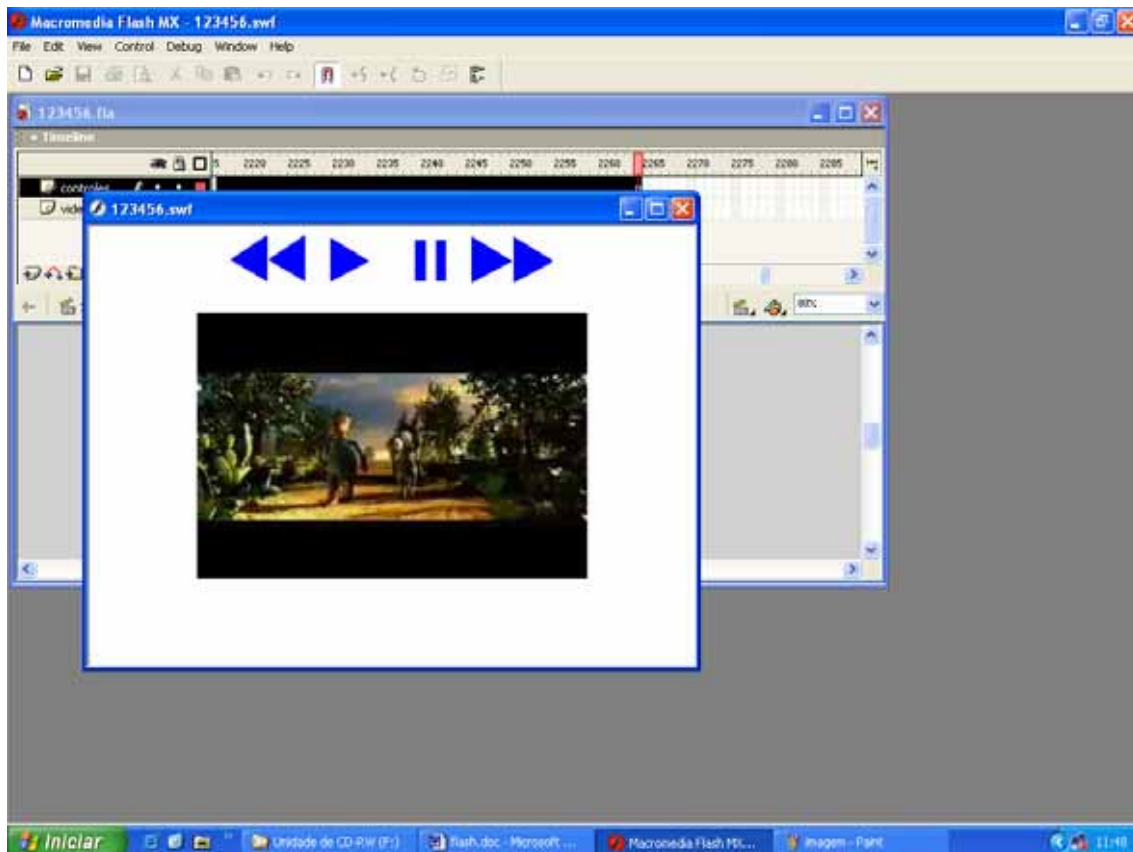 Macromedia Flash MX - 123456.swf
File Edit View Control Debug Window Help
123456.fla
Timeline
2220 2225 2230 2235 2240 2245 2250 2255 2260 2265 2270 2275 2280 2285
controles
123456.swf
Iniciar
Unidade de CD-RW (F:)
flash.doc - Microsoft ...
Macromedia Flash MX...
imagem - Paint
11:48